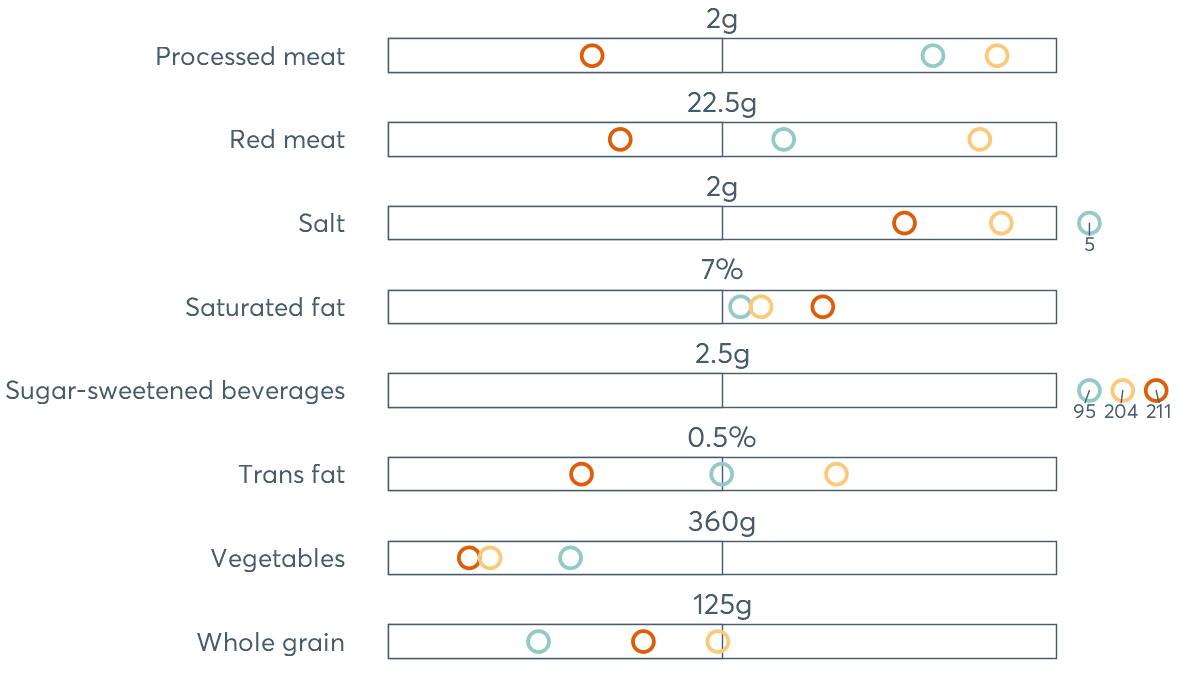 2g
Processed meat
22.5g
Red meat
2g
Salt
5
7%
Saturated fat
2.5g
Sugar-sweetened beverages
95 204 211
0.5%
Trans fat
360g
Vegetables
125g
Whole grain